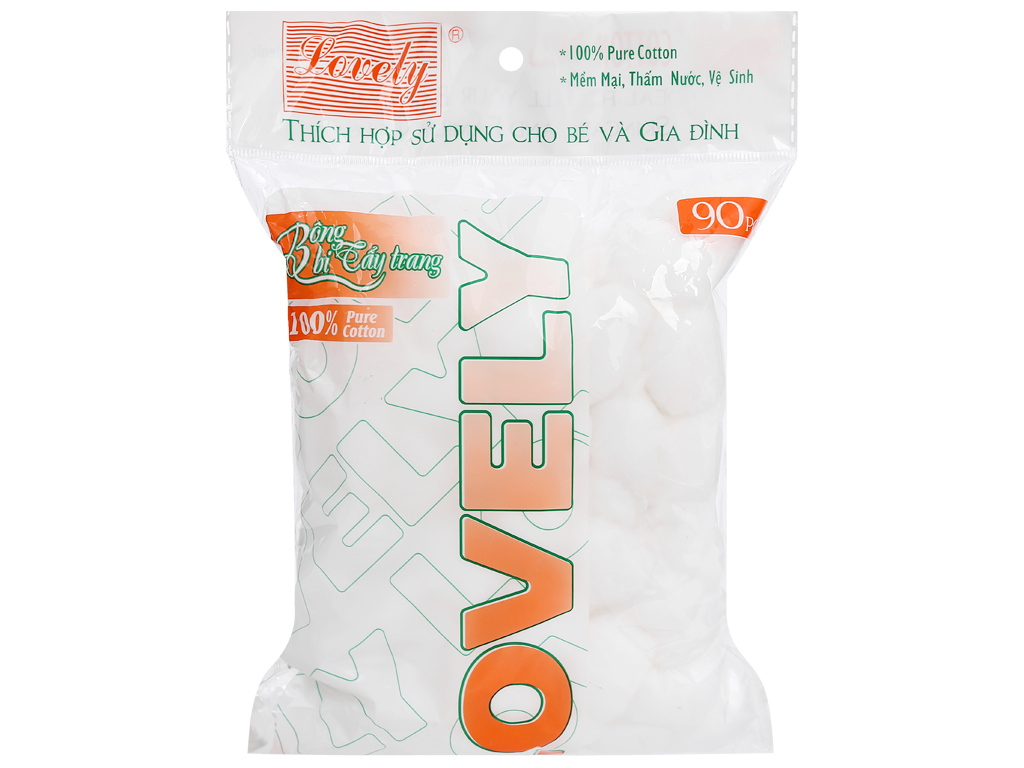 Lovely ®
*100% Pure Cotton
*Mềm Mại, Thấm Nước, Vệ Sinh
THÍCH HỢP SỬ DỤNG CHO BÉ VÀ GIA ĐÌNH
90
Bông
bi Tẩy trang
100% Pure
Cotton
OVELY